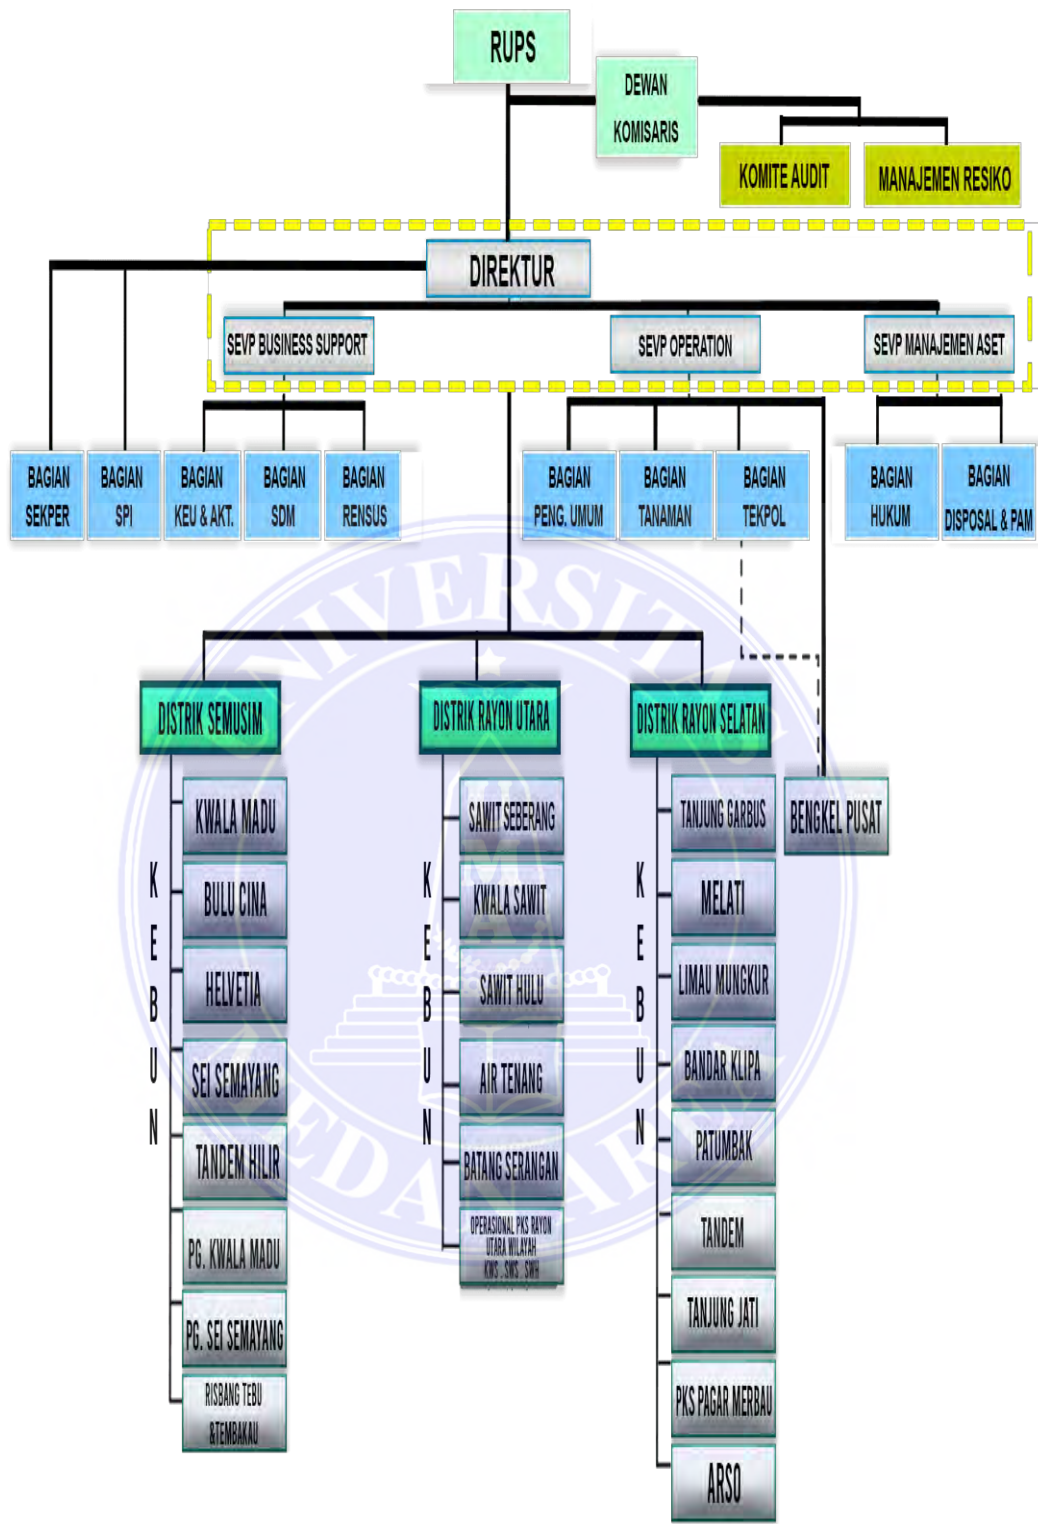 RUPS
DEWAN
KOMISARIS
KOMITE AUDIT
MANAJEMEN RESIKO
DIREKTUR
SEVP BUSINESS SUPPORT
SEVP OPERATION
SEVP MANAJEMEN ASET
BAGIAN
SEKPER
BAGIAN
SPI
BAGIAN
KEU & AKT.
BAGIAN
SDM
BAGIAN
RENSUS
BAGIAN
PENG. UMUM
BAGIAN
TANAMAN
BAGIAN
TEKPOL
BAGIAN
HUKUM
BAGIAN
DISPOSAL & PAM
DISTRIK SEMUSIM
KEBUN
KWALA MADU
BULU CINA
HELVETIA
SEI SEMAYANG
TANDEM HILIR
PG. KWALA MADU
PG. SEI SEMAYANG
RISBANG TEBU
&TEMBAKAU
DISTRIK RAYON UTARA
KEBUN
SAWIT SEBERANG
KWALA SAWIT
SAWIT HULU
AIR TENANG
BATANG SERANGAN
OPERASIONAL PKS RAYON
UTARA WILAYAH
KWS . SWS . SWH
DISTRIK RAYON SELATAN
KEBUN
TANJUNG GARBUS
MELATI
LIMAU MUNGKUR
BANDAR KLIPA
PATUMBAK
TANDEM
TANJUNG JATI
PKS PAGAR MERBAU
ARSO
BENGKEL PUSAT
UNIVERSITAS
MEDAN AREA
UMA